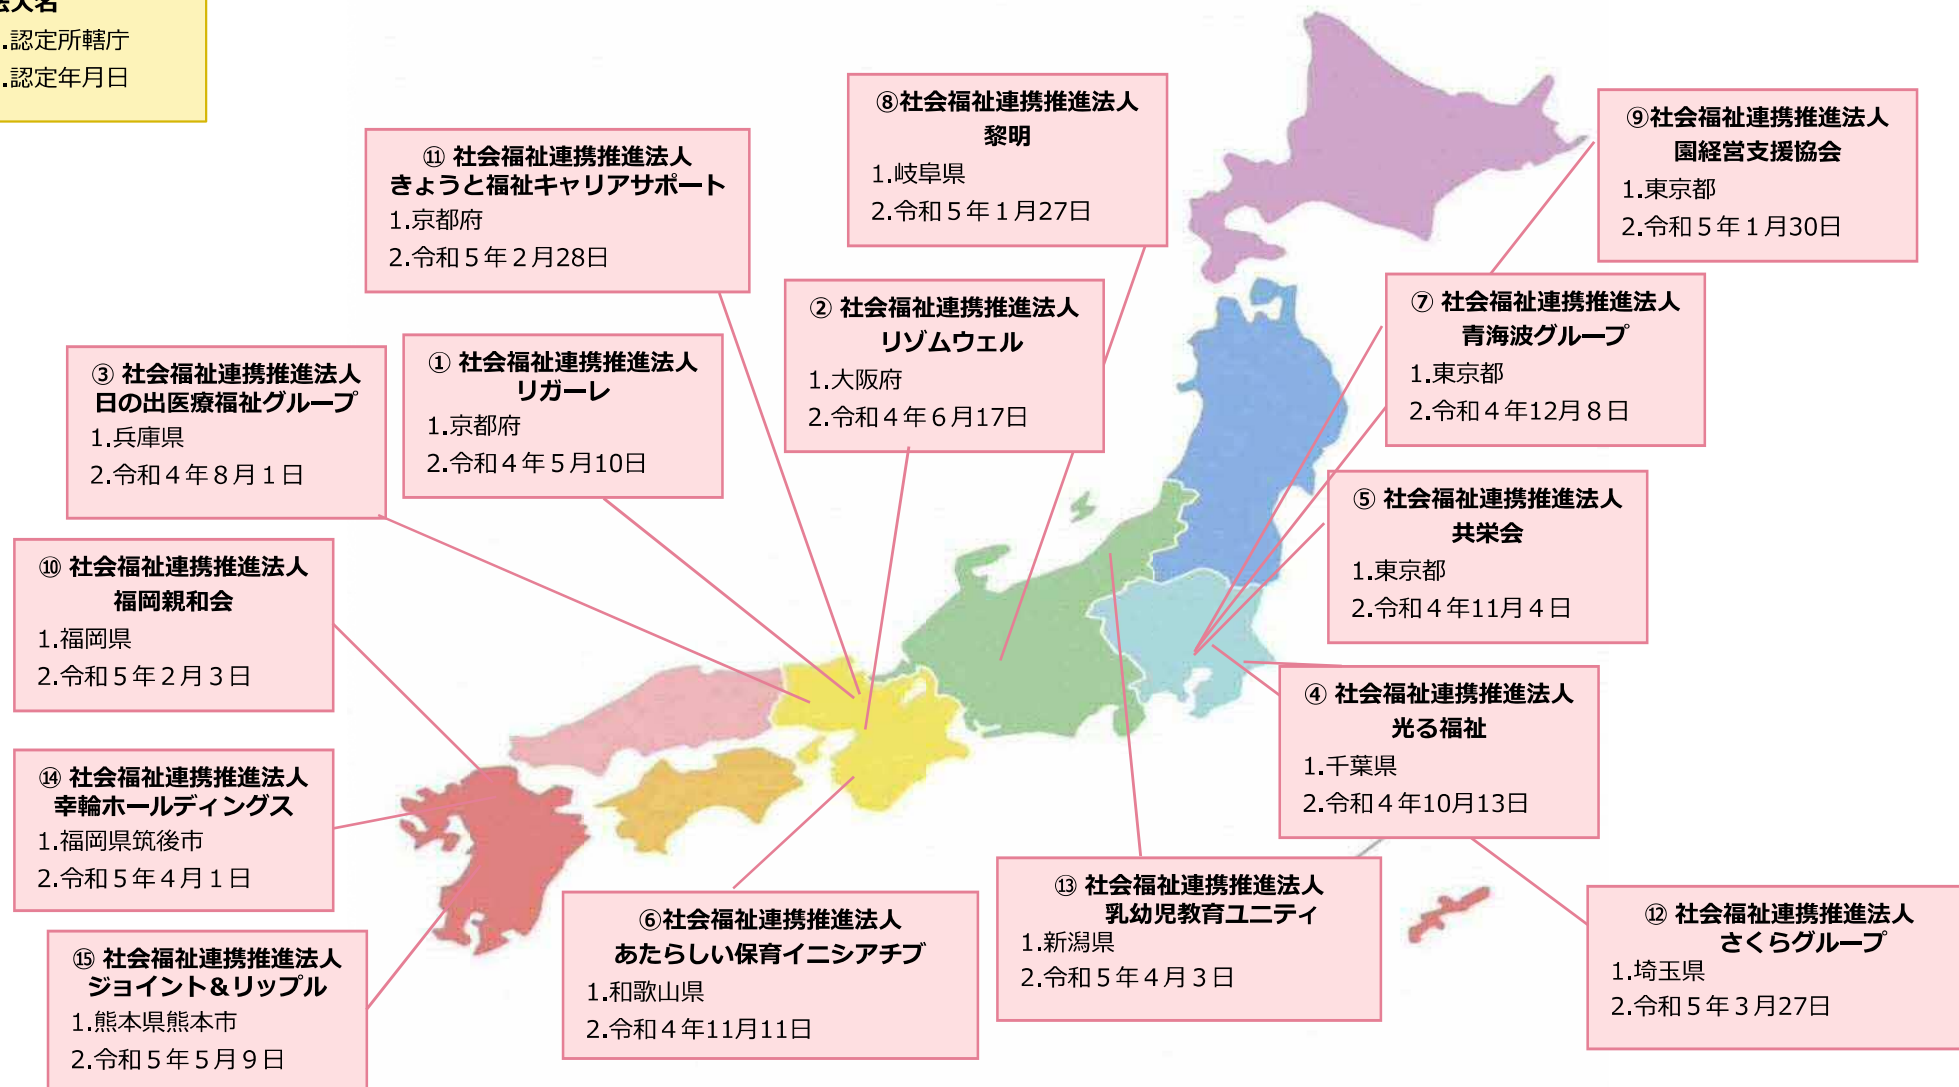 法人名
.認定所轄庁
.認定年月日
⑧社会福祉連携推進法人
黎明
1.岐阜県
2.令和５年１月27日
⑨社会福祉連携推進法人
園経営支援協会
1.東京都
2.令和５年１月30日
⑪ 社会福祉連携推進法人
きょうと福祉キャリアサポート
1.京都府
2.令和５年２月28日
② 社会福祉連携推進法人
リゾムウェル
1.大阪府
2.令和４年６月17日
⑦ 社会福祉連携推進法人
青海波グループ
1.東京都
2.令和４年12月８日
③ 社会福祉連携推進法人
日の出医療福祉グループ
1.兵庫県
2.令和４年８月１日
① 社会福祉連携推進法人
リガーレ
1.京都府
2.令和４年５月10日
⑤ 社会福祉連携推進法人
共栄会
1.東京都
2.令和４年11月４日
⑩ 社会福祉連携推進法人
福岡親和会
1.福岡県
2.令和５年２月３日
④ 社会福祉連携推進法人
光る福祉
1.千葉県
2.令和４年10月13日
⑭ 社会福祉連携推進法人
幸輪ホールディングス
1.福岡県筑後市
2.令和５年４月１日
⑬ 社会福祉連携推進法人
乳幼児教育ユニティ
1.新潟県
2.令和５年４月３日
⑥社会福祉連携推進法人
あたらしい保育イニシアチブ
1.和歌山県
2.令和４年11月11日
⑫ 社会福祉連携推進法人
さくらグループ
1.埼玉県
2.令和５年３月27日
⑮ 社会福祉連携推進法人
ジョイント&リップル
1.熊本県熊本市
2.令和５年５月９日